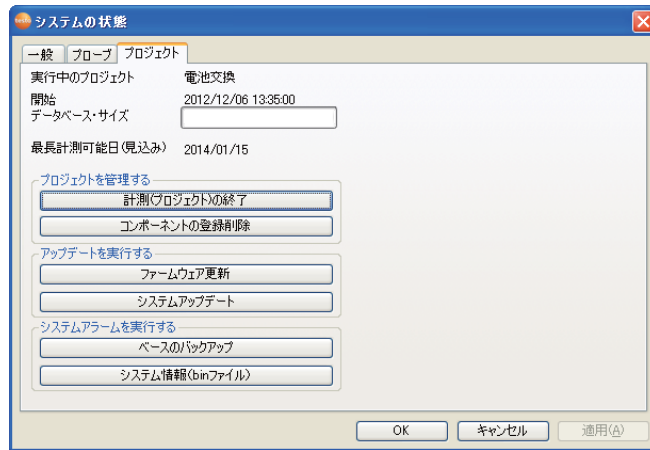 システムの状態
一般 プローブ プロジェクト
実行中のプロジェクト 電池交換
開始 2012/12/06 13:35:00
データベース・サイズ
最長計測可能日(見込み) 2014/01/15
プロジェクトを管理する
計測(プロジェクト)の終了
コンポーネントの登録削除
アップデートを実行する
ファームウェア更新
システムアップデート
システムアラームを実行する
ベースのバックアップ
システム情報(binファイル)
OK キャンセル 適用(A)